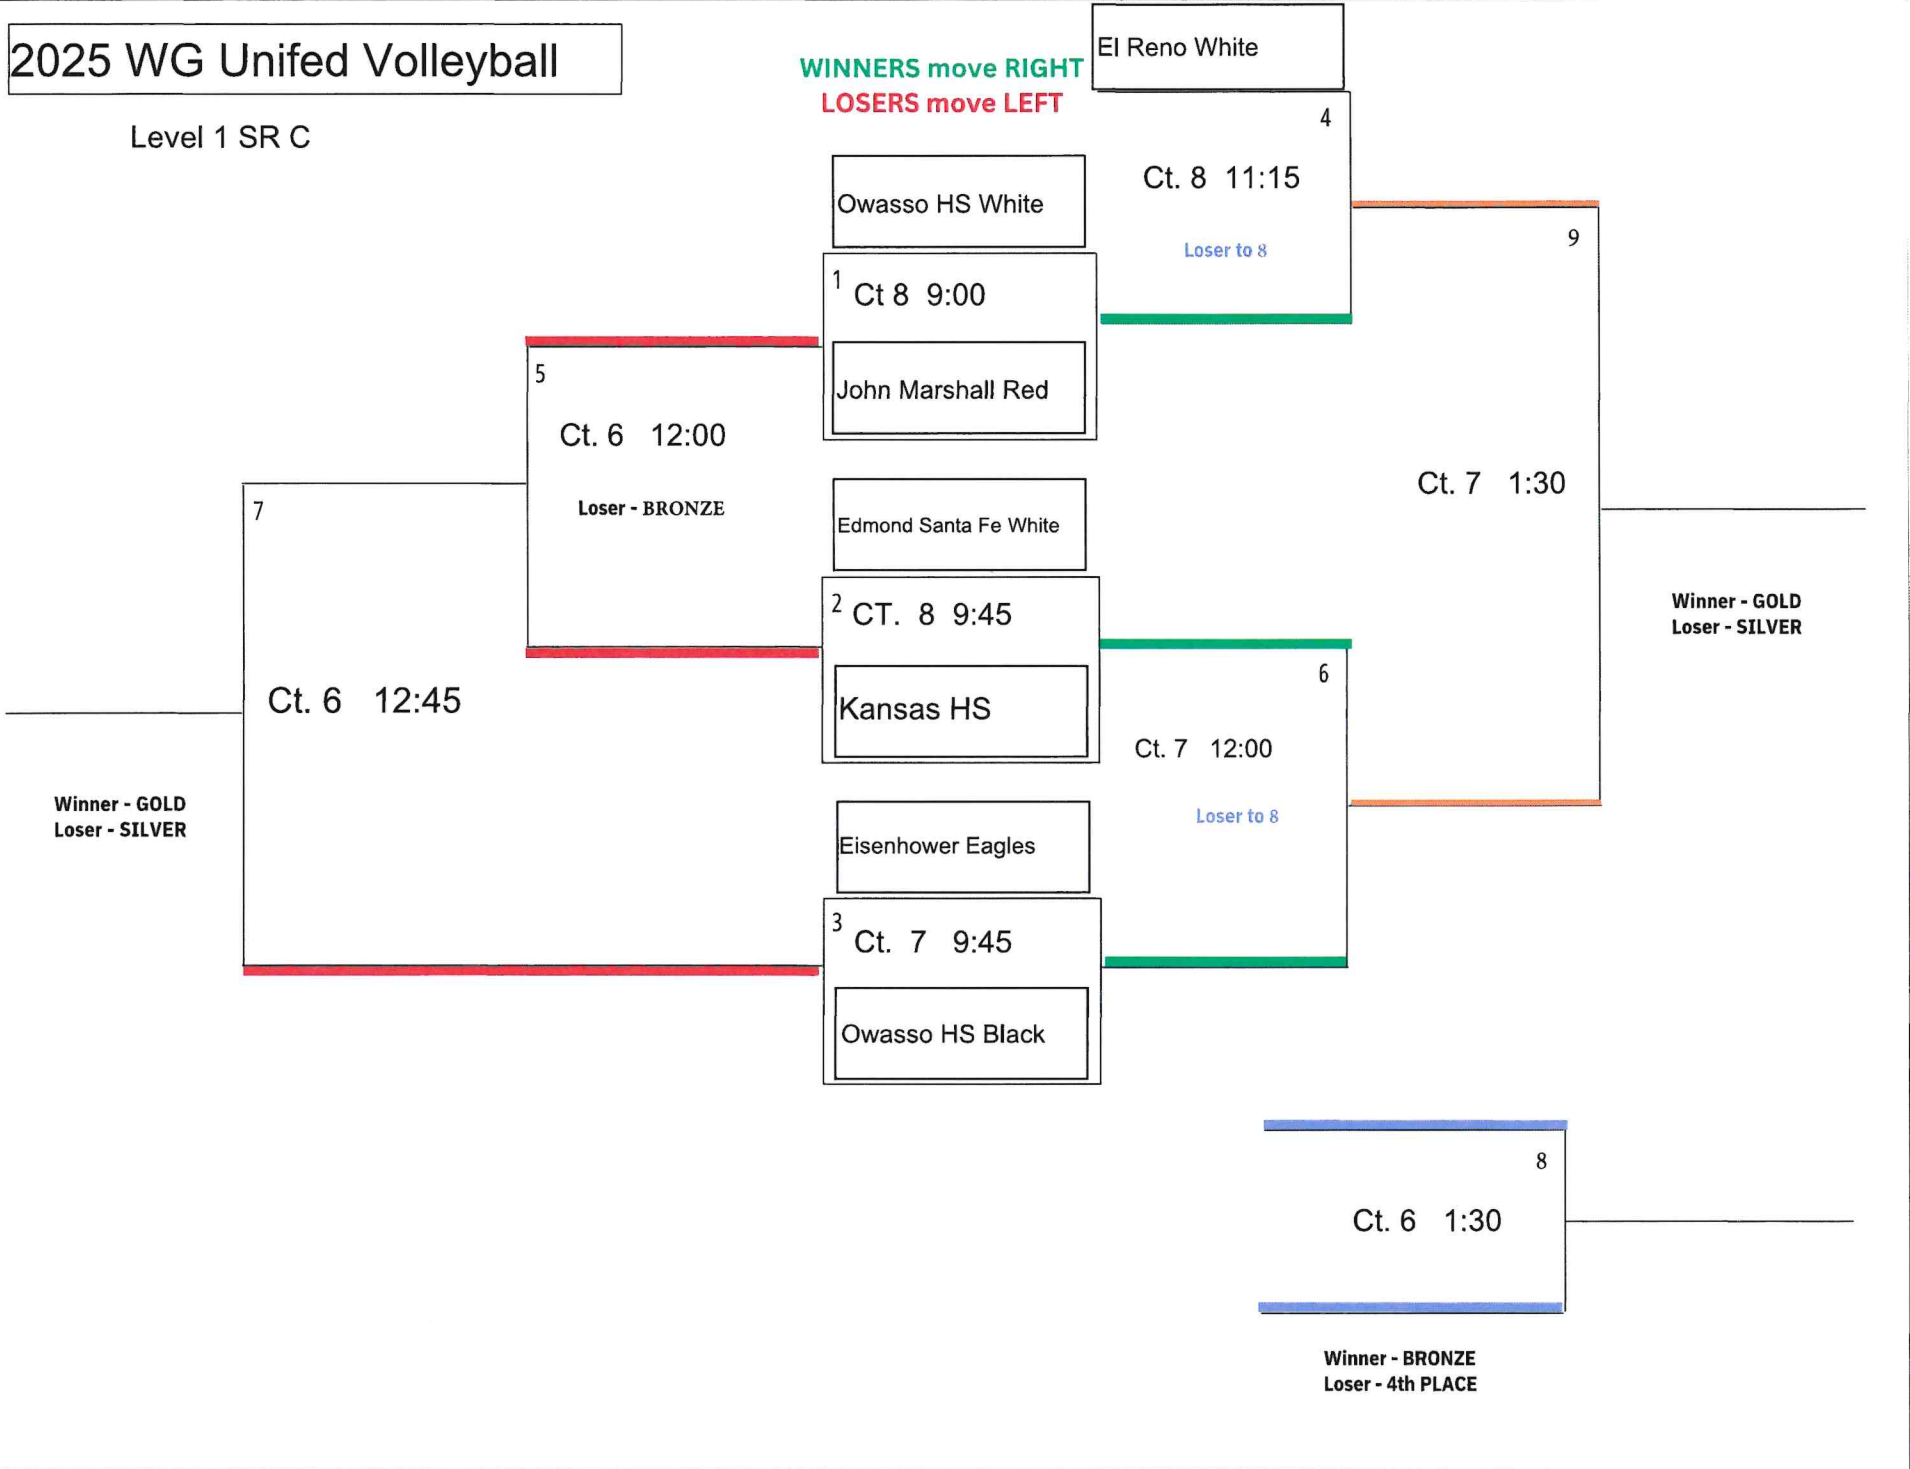 2025 WG Unifed Volleyball
Level 1 SR C
WINNERS move RIGHT
LOSERS move LEFT
El Reno White
4
Ct. 8 11:15
Loser to 8
Owasso HS White
1 Ct 8 9:00
John Marshall Red
9
Ct. 7 1:30
Winner - GOLD
Loser - SILVER
5
Ct. 6 12:00
Loser - BRONZE
Edmond Santa Fe White
2 CT. 8 9:45
Kansas HS
6
Ct. 7 12:00
Loser to 8
7
Ct. 6 12:45
Winner - GOLD
Loser - SILVER
Eisenhower Eagles
3 Ct. 7 9:45
Owasso HS Black
8
Ct. 6 1:30
Winner - BRONZE
Loser - 4th PLACE